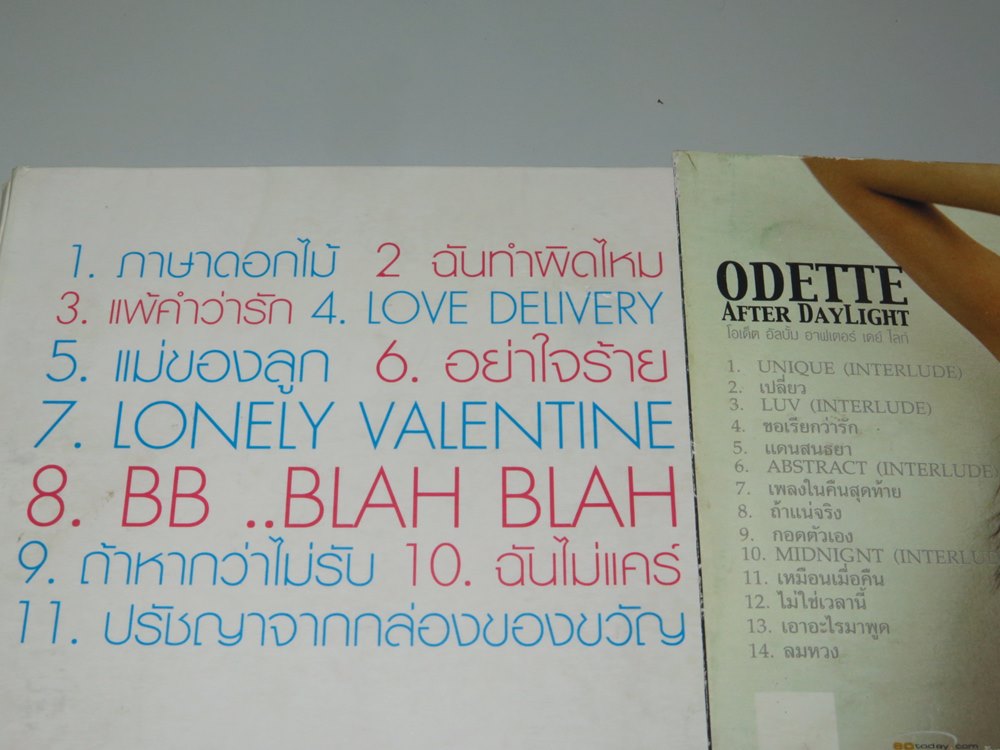 1. ภาษาดอกไม้ 2 ฉันทำผิดไหม
3. แพ้คำว่ารัก 4. LOVE DELIVERY
5. แม่ของลูก 6. อย่าใจร้าย
7. LONELY VALENTINE
8. BB ..BLAH BLAH
9. ถ้าหากว่าไม่รับ 10. ฉันไม่แคร์
11. ปรัชญาจากกล่องของขวัญ
ODETTE
AFTER DAYLIGHT
โอเด็ต อัลบั้ม อาฟเตอร์ เดย์ ไลท์
1. UNIQUE (INTERLUDE)
2. เปลี่ยว
3. LUV (INTERLUDE)
4. ขอเรียกว่ารัก
5. แดนสนธยา
6. ABSTRACT (INTERLUDE
7. เพลงในคืนสุดท้าย
8. ถ้าแน่จริง
9. กอดตัวเอง
10. MIDNIGNT (INTERLUD
11. เหมือนเมื่อคืน
12. ไม่ใช่เวลานี้
13. เอาอะไรมาพูด
14. ลมหวง